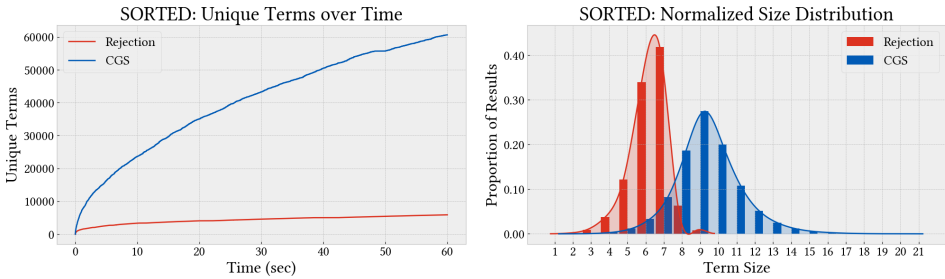 SORTED: Unique Terms over Time
Rejection
CGS
60000
50000
40000
30000
20000
10000
0
Unique Terms
0 10 20 30 40 50 60
Time (sec)
SORTED: Normalized Size Distribution
Rejection
CGS
0.40
0.30
0.20
0.10
0.00
Proportion of Results
1 2 3 4 5 6 7 8 9 10 11 12 13 14 15 16 17 18 19 20 21
Term Size